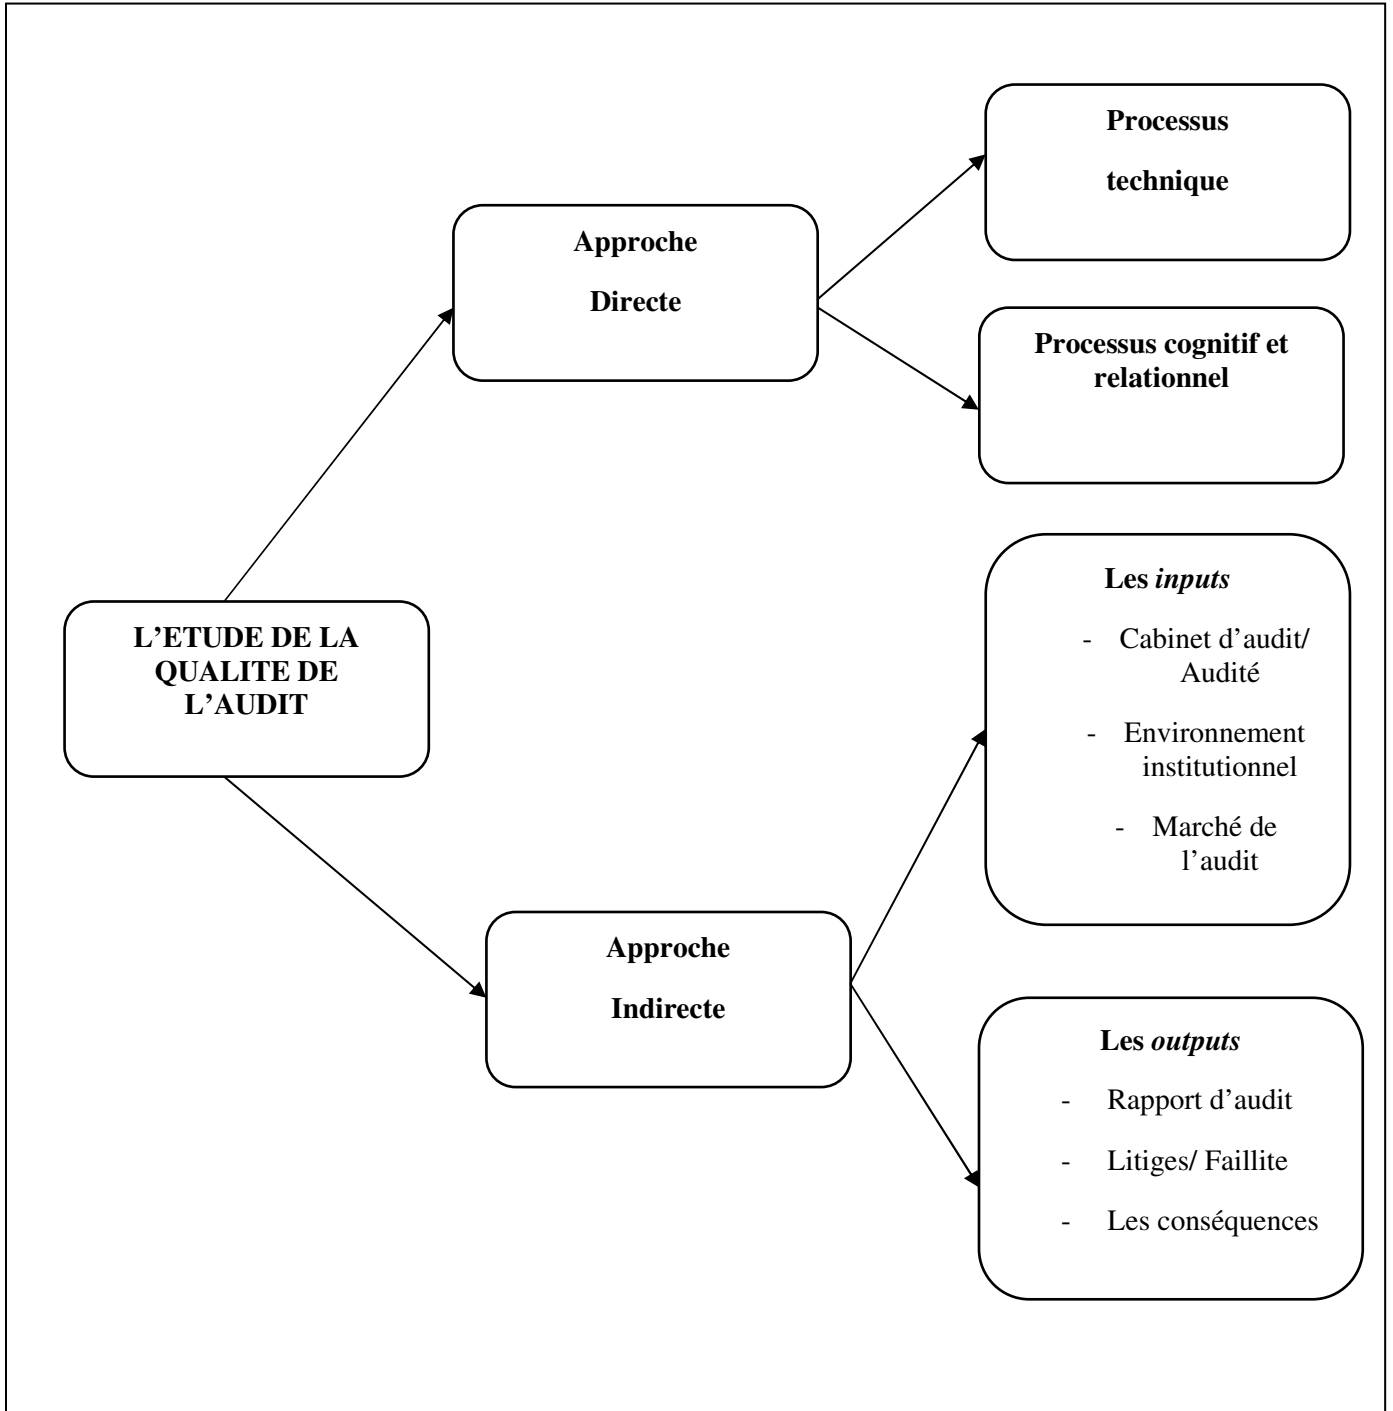 Processus
technique
Approche
Directe
Processus cognitif et
relationnel
L’ETUDE DE LA
QUALITE DE
L’AUDIT
Les inputs
- Cabinet d’audit/
Audité
- Environnement
institutionnel
- Marché de
l’audit
Approche
Indirecte
Les outputs
- Rapport d’audit
- Litiges/ Faillite
- Les conséquences